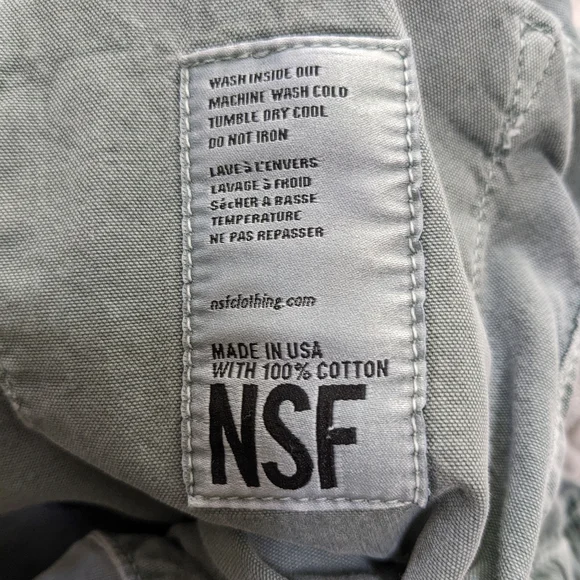 WASH INSIDE OUT
MACHINE WASH COLD
TUMBLE DRY COOL
DO NOT IRON
LAVE À L'ENVERS
LAVAGE À FROID
SéCHER À BASSE
TEMPERATURE
NE PAS REPASSER
nsfclothing.com
MADE IN USA
WITH 100% COTTON
NSF